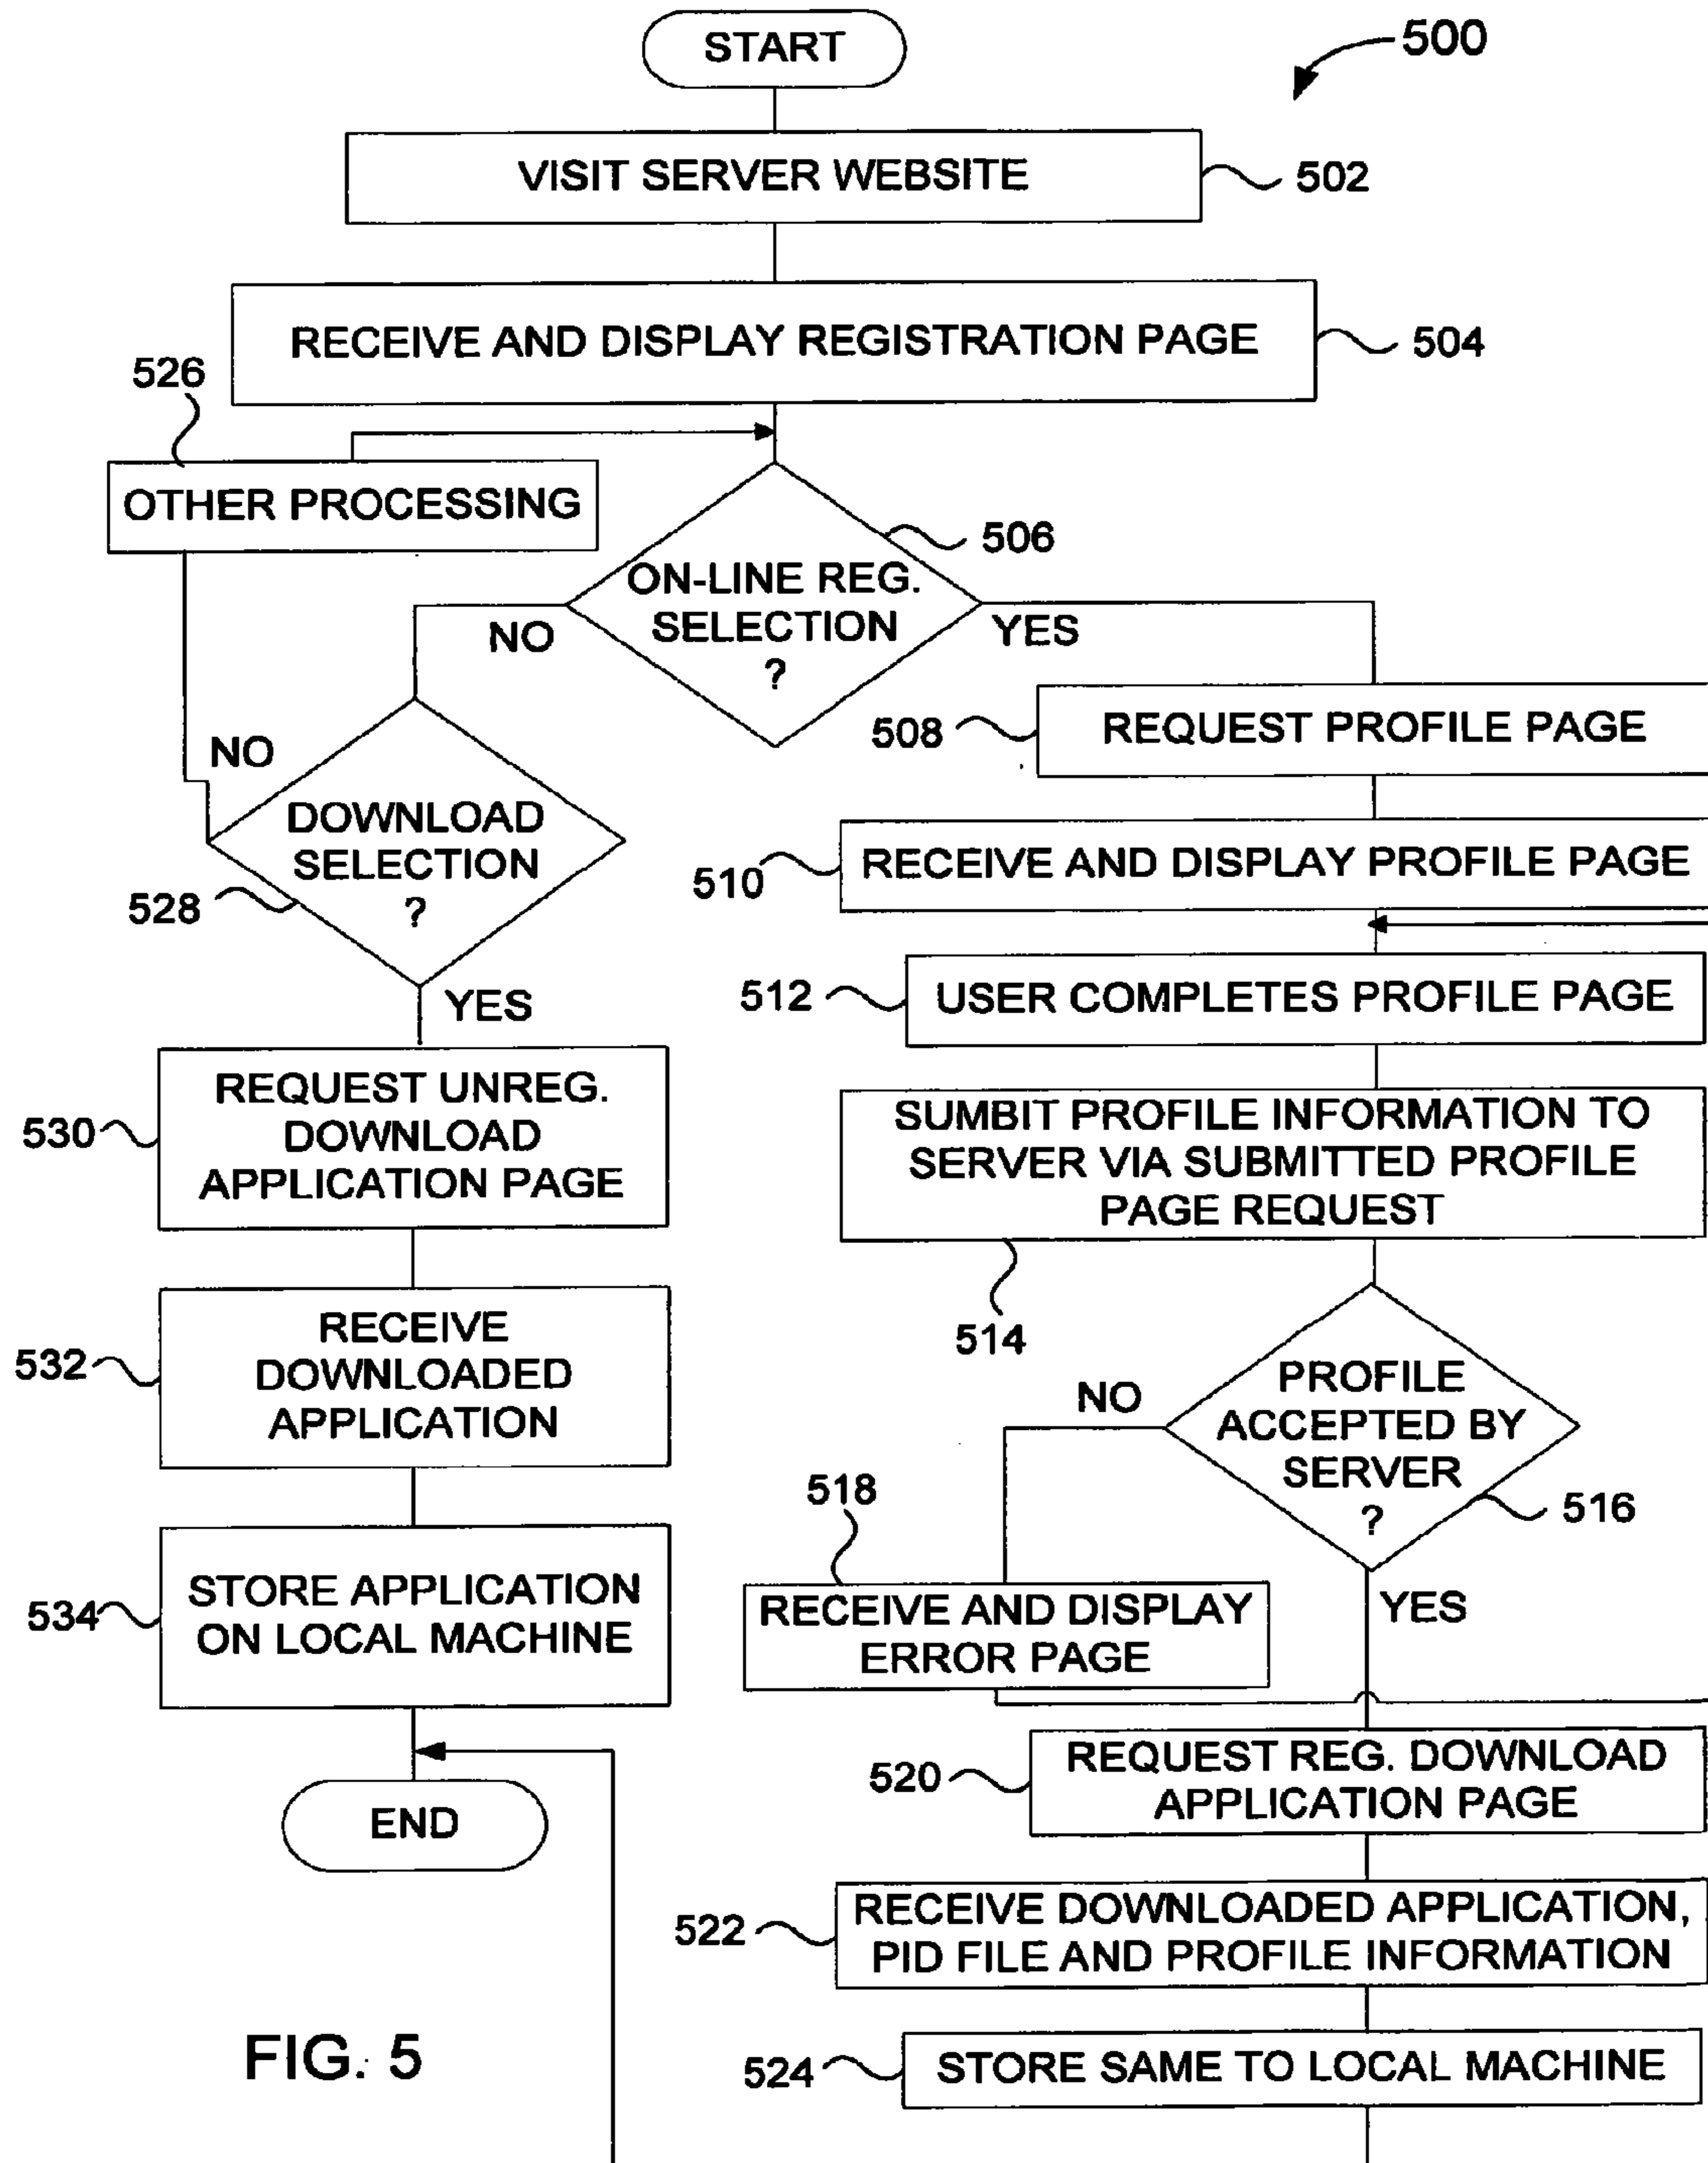 START
500
VISIT SERVER WEBSITE
502
RECEIVE AND DISPLAY REGISTRATION PAGE
504
526
OTHER PROCESSING
506
ON-LINE REG.
SELECTION
?
NO
YES
508
REQUEST PROFILE PAGE
NO
DOWNLOAD
SELECTION
?
528
510
RECEIVE AND DISPLAY PROFILE PAGE
YES
512
USER COMPLETES PROFILE PAGE
530
REQUEST UNREG.
DOWNLOAD
APPLICATION PAGE
SUMBIT PROFILE INFORMATION TO
SERVER VIA SUBMITTED PROFILE
PAGE REQUEST
514
532
RECEIVE
DOWNLOADED
APPLICATION
NO
PROFILE
ACCEPTED BY
SERVER
?
516
518
RECEIVE AND DISPLAY
ERROR PAGE
YES
534
STORE APPLICATION
ON LOCAL MACHINE
520
REQUEST REG. DOWNLOAD
APPLICATION PAGE
END
522
RECEIVE DOWNLOADED APPLICATION,
PID FILE AND PROFILE INFORMATION
524
STORE SAME TO LOCAL MACHINE
FIG. 5